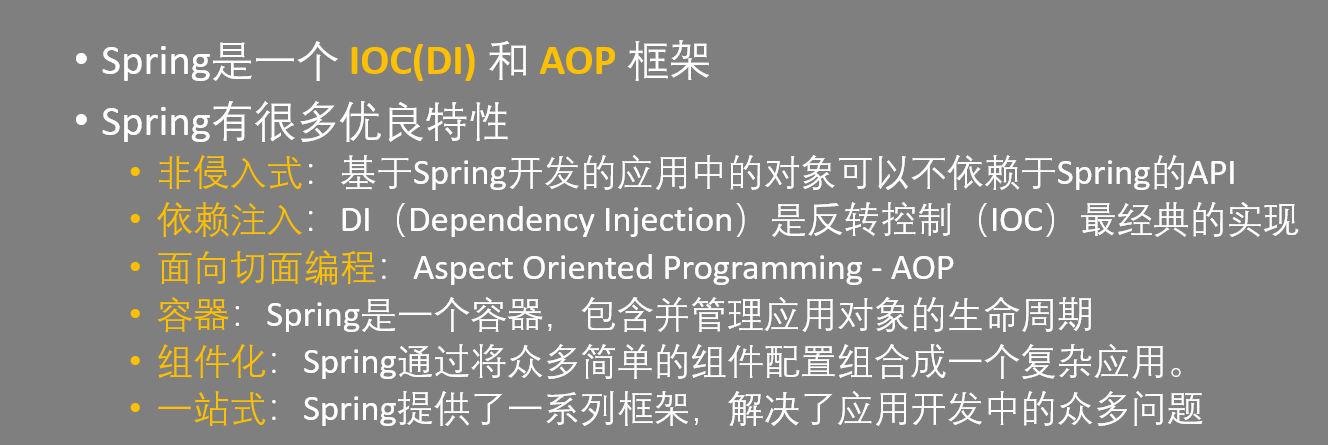 • Spring是一个 IOC(DI) 和 AOP 框架
• Spring有很多优良特性
• 非侵入式：基于Spring开发的应用中的对象可以不依赖于Spring的API
• 依赖注入：DI（Dependency Injection）是反转控制（IOC）最经典的实现
• 面向切面编程：Aspect Oriented Programming - AOP
• 容器：Spring是一个容器，包含并管理应用对象的生命周期
• 组件化：Spring通过将众多简单的组件配置组合成一个复杂应用。
• 一站式：Spring提供了一系列框架，解决了应用开发中的众多问题